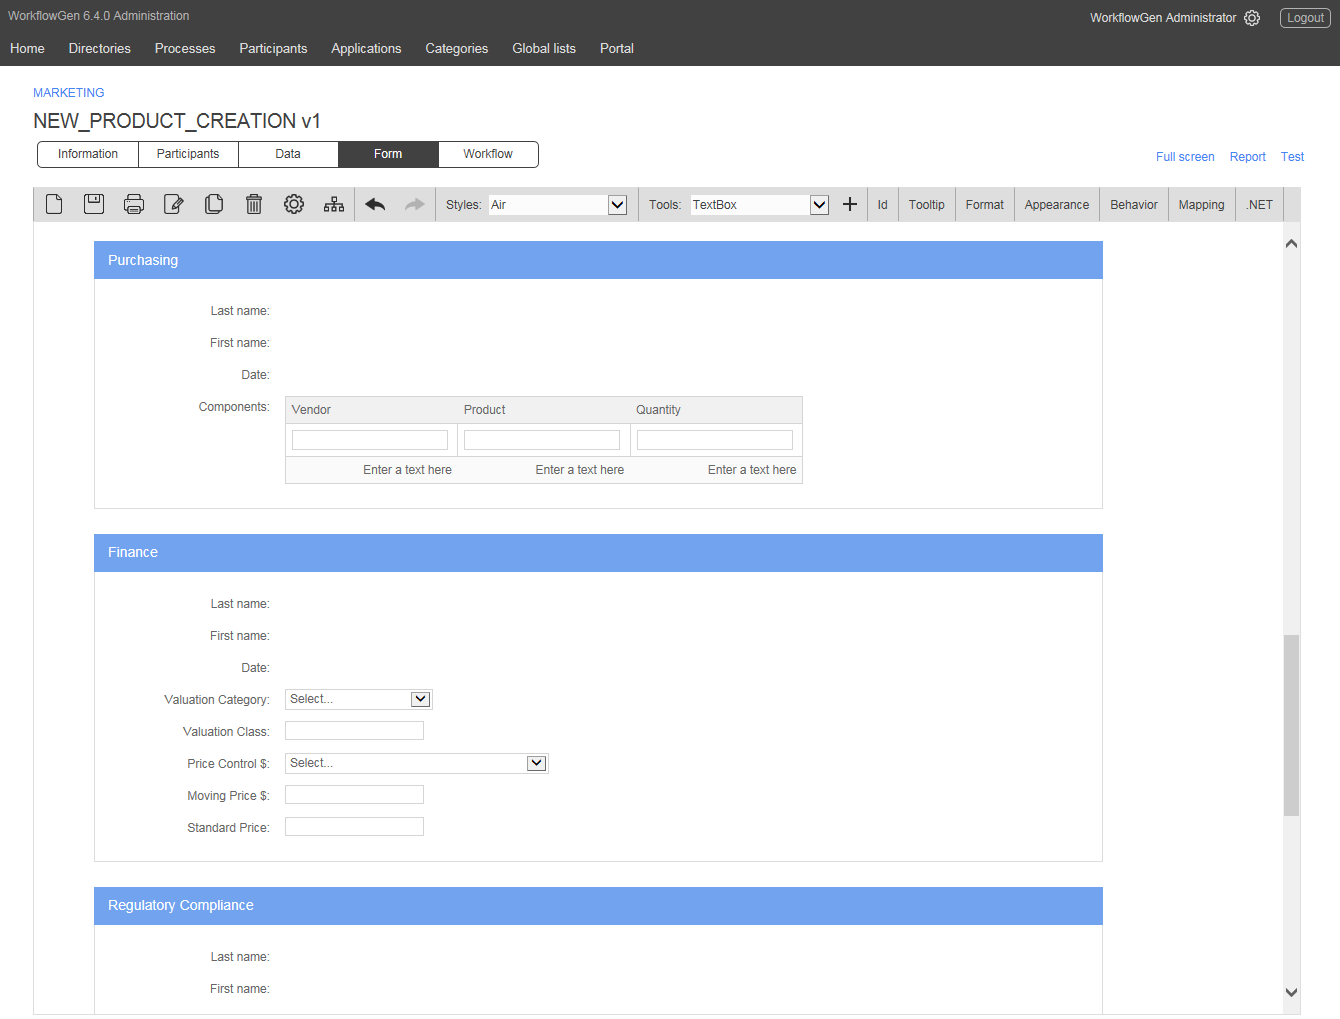 WorkflowGen 6.4.0 Administration
WorkflowGen Administrator Logout
Home Directories Processes Participants Applications Categories Global lists Portal
MARKETING
NEW_PRODUCT_CREATION v1
Information Participants Data Form Workflow
Full screen Report Test
Styles: Air Tools: TextBox Id Tooltip Format Appearance Behavior Mapping .NET
Purchasing
Last name:
First name:
Date:
Components: Vendor Product Quantity
Enter a text here Enter a text here Enter a text here
Finance
Last name:
First name:
Date:
Valuation Category: Select...
Valuation Class:
Price Control $: Select...
Moving Price $:
Standard Price:
Regulatory Compliance
Last name:
First name: